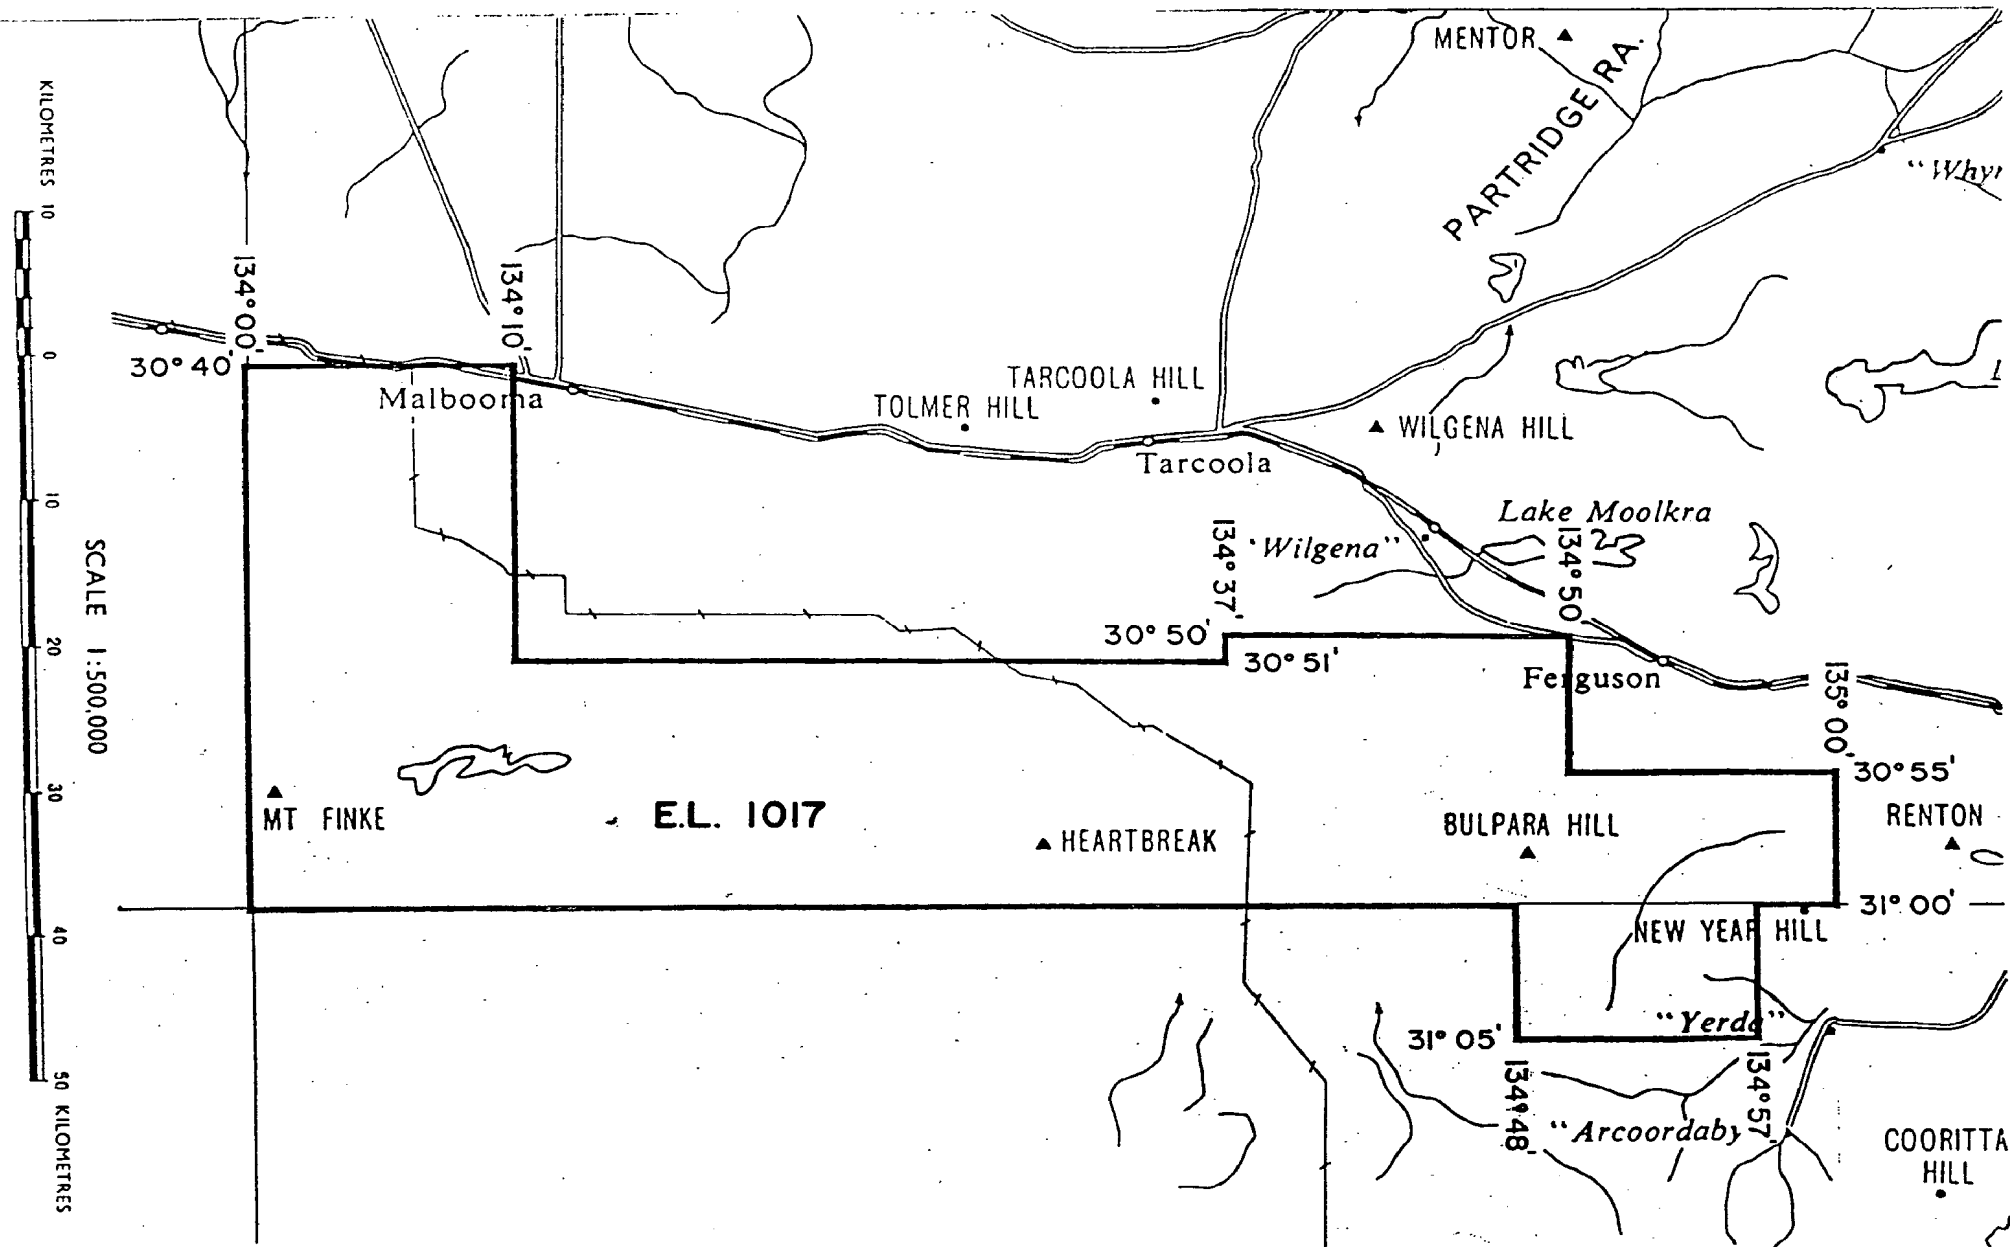 MENTOR
PARTRIDGE RA.
KILOMETRES 10 0 10 20 30 40 50 KILOMETRES
SCALE 1:500,000
134° 00'
134° 10'
30° 40'
Malbooma
TARCOOLA HILL
TOLMER HILL
WILGENA HILL
Tarcoola
Lake Moolkra
"Wilgena"
134° 37'
134° 50'
30° 50'
30° 51'
Ferguson
135° 00'
30° 55'
MT FINKE
E.L. 1017
HEARTBREAK
BULPARA HILL
RENTON
31° 00'
NEW YEAR HILL
"Yerda"
31° 05'
134° 48'
134° 57'
"Arcoordaby
COORITTA
HILL